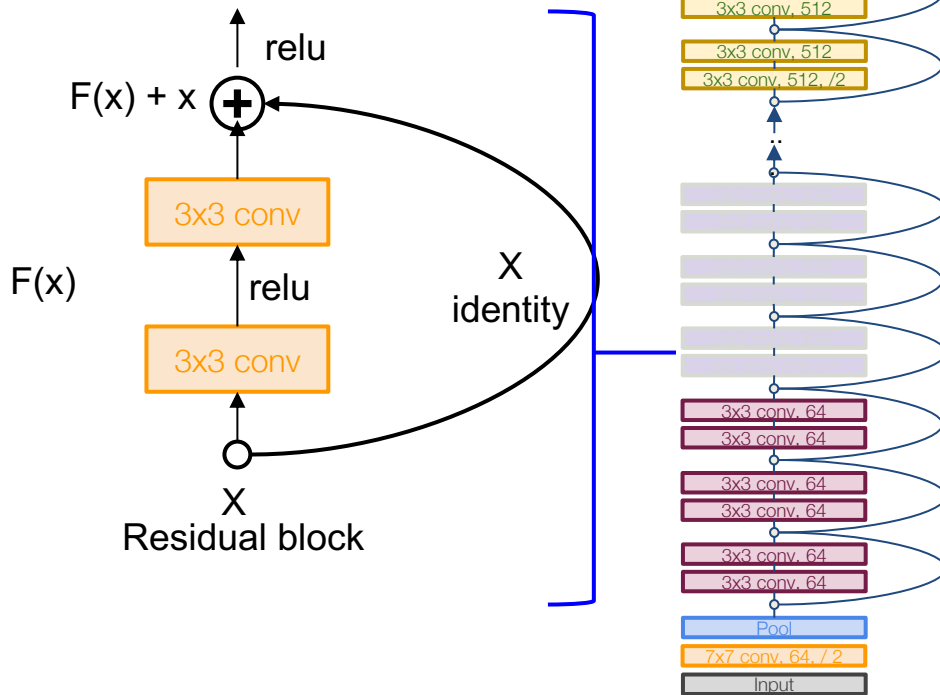 relu
F(x) + x
+
3x3 conv
F(x)
relu
X
identity
3x3 conv
X
Residual block
3x3 conv, 512
3x3 conv, 512
3x3 conv, 512, /2
..
.
3x3 conv, 64
3x3 conv, 64
3x3 conv, 64
3x3 conv, 64
3x3 conv, 64
3x3 conv, 64
Pool
7x7 conv, 64, / 2
Input